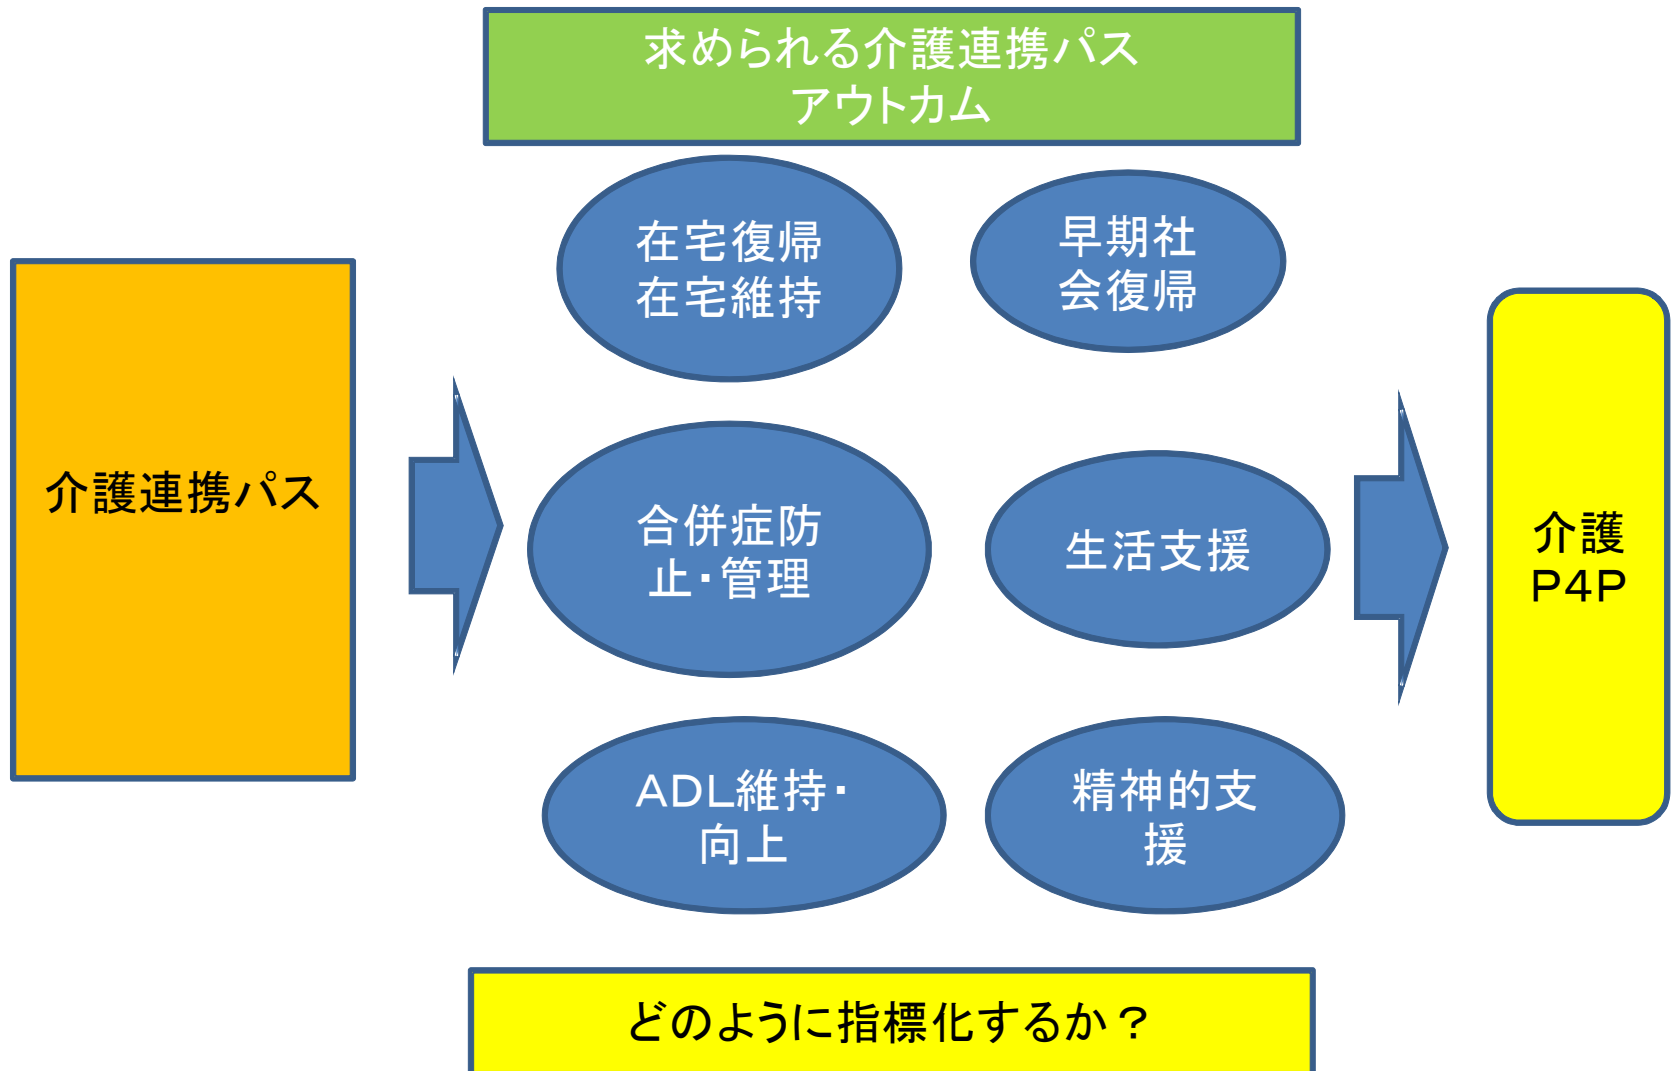 求められる介護連携パス
アウトカム
在宅復帰
在宅維持
早期社
会復帰
介護連携パス
合併症防
止・管理
生活支援
介護
P4P
ADL維持・
向上
精神的支
援
どのように指標化するか？